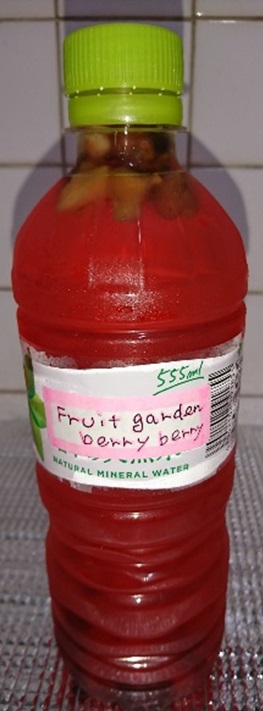 555ml
Fruit garden
berry berry
NATURAL MINERAL WATER